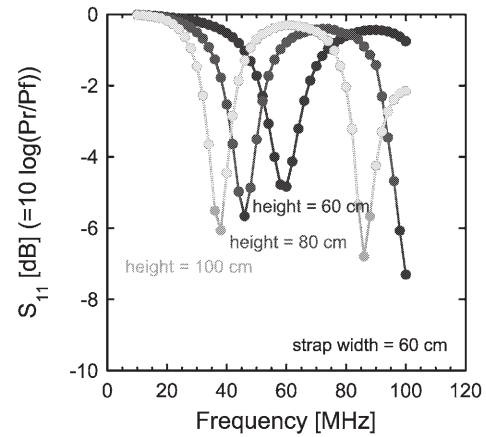 0
-2
-4
-6
-8
-10
S11 [dB] (=10 log(Pr/Pf))
height = 60 cm
height = 80 cm
height = 100 cm
strap width = 60 cm
0 20 40 60 80 100 120
Frequency [MHz]